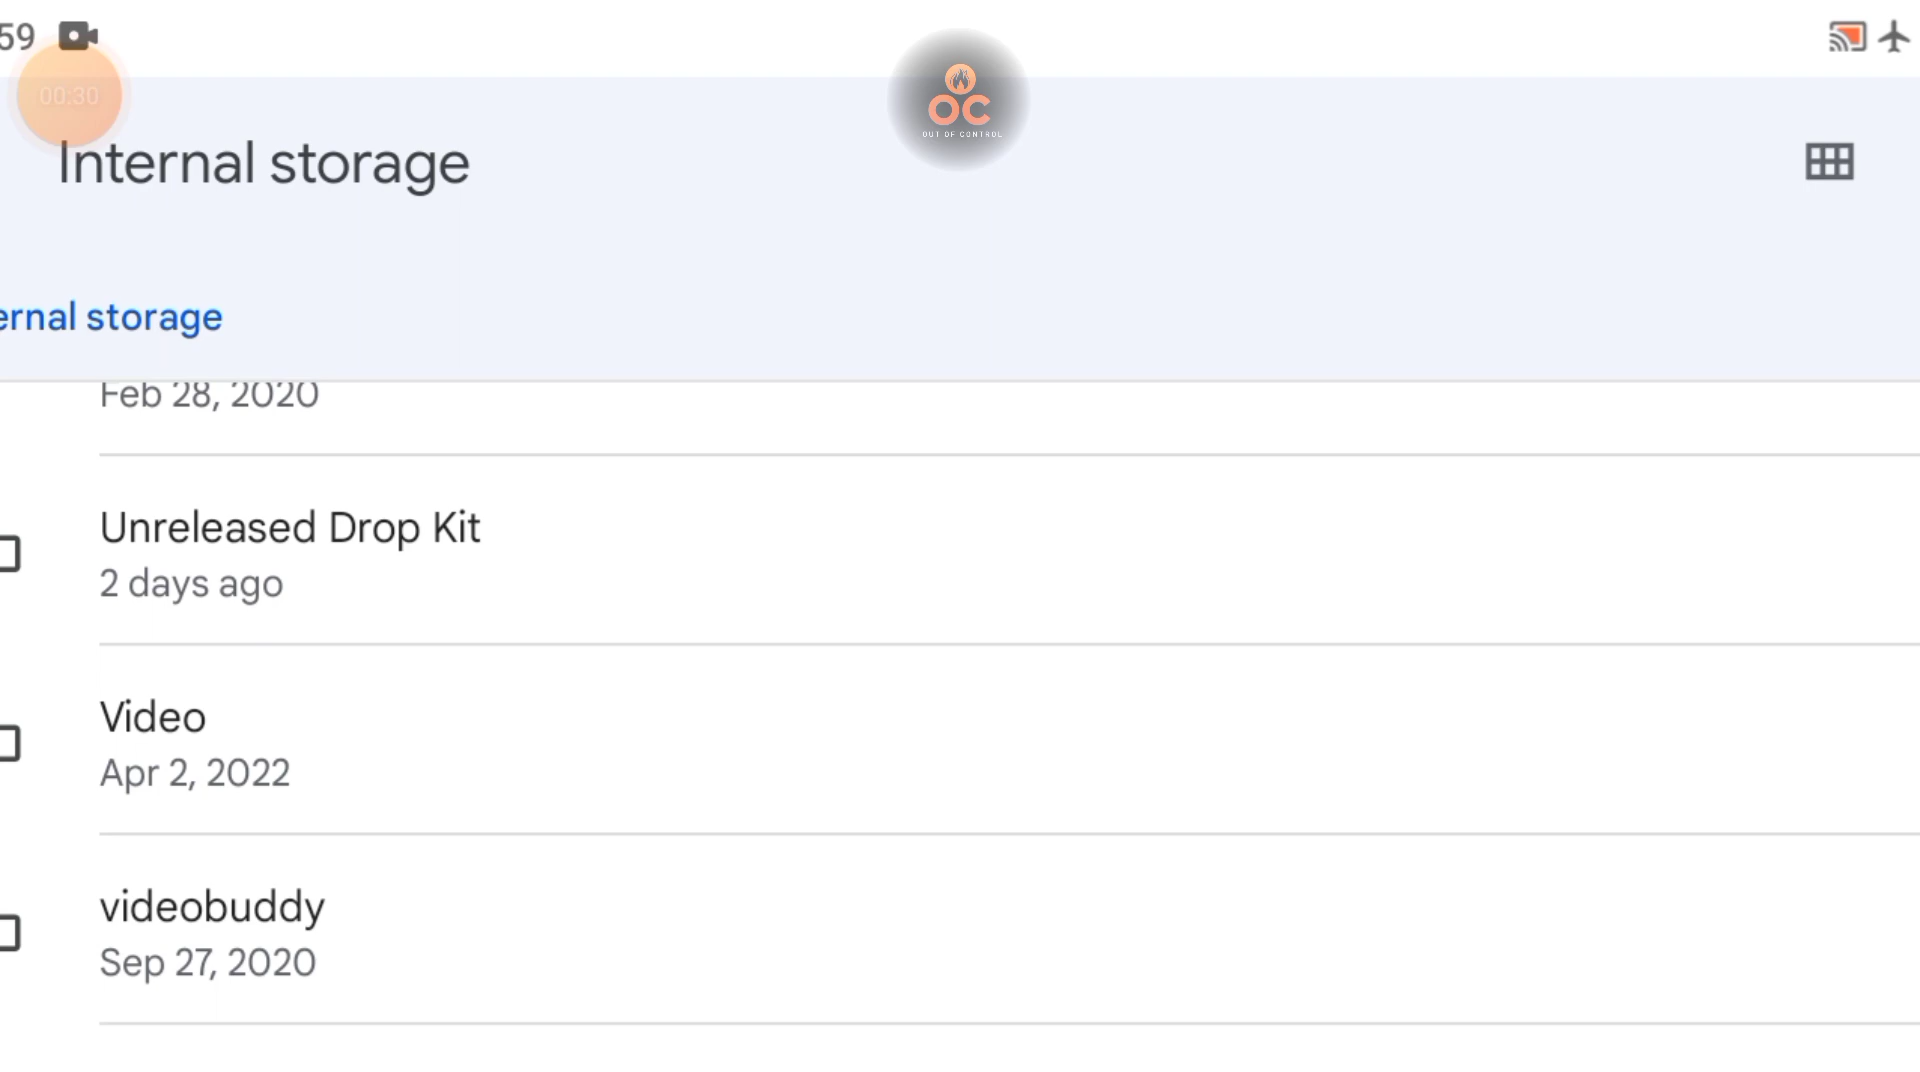 59
00:30
OC
OUT OF CONTROL
Internal storage
ernal storage
Feb 28, 2020
Unreleased Drop Kit
2 days ago
Video
Apr 2, 2022
videobuddy
Sep 27, 2020